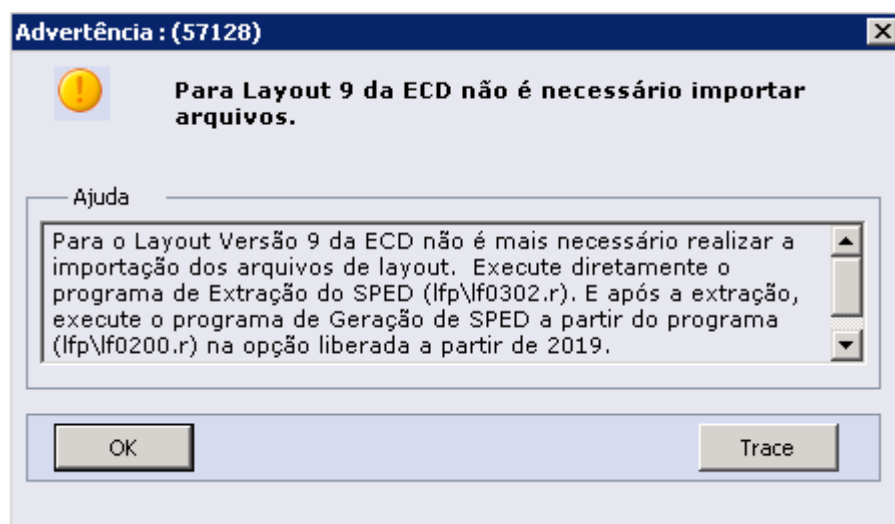 Advertência : (57128)
Para Layout 9 da ECD não é necessário importar
arquivos.
Ajuda
Para o Layout Versão 9 da ECD não é mais necessário realizar a
importação dos arquivos de layout.  Execute diretamente o
programa de Extração do SPED (lfp\lf0302.r). E após a extração,
execute o programa de Geração de SPED a partir do programa
(lfp\lf0200.r) na opção liberada a partir de 2019.
OK
Trace